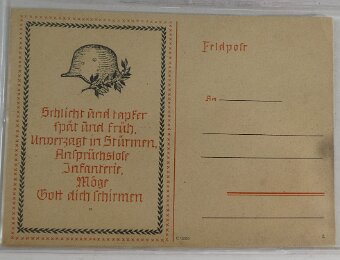 Schlicht und tapfer
spät und früh,
Unverzagt in Stürmen,
Anspruchslose
Infanterie,
Möge
Gott dich schirmen
Feldpost
An